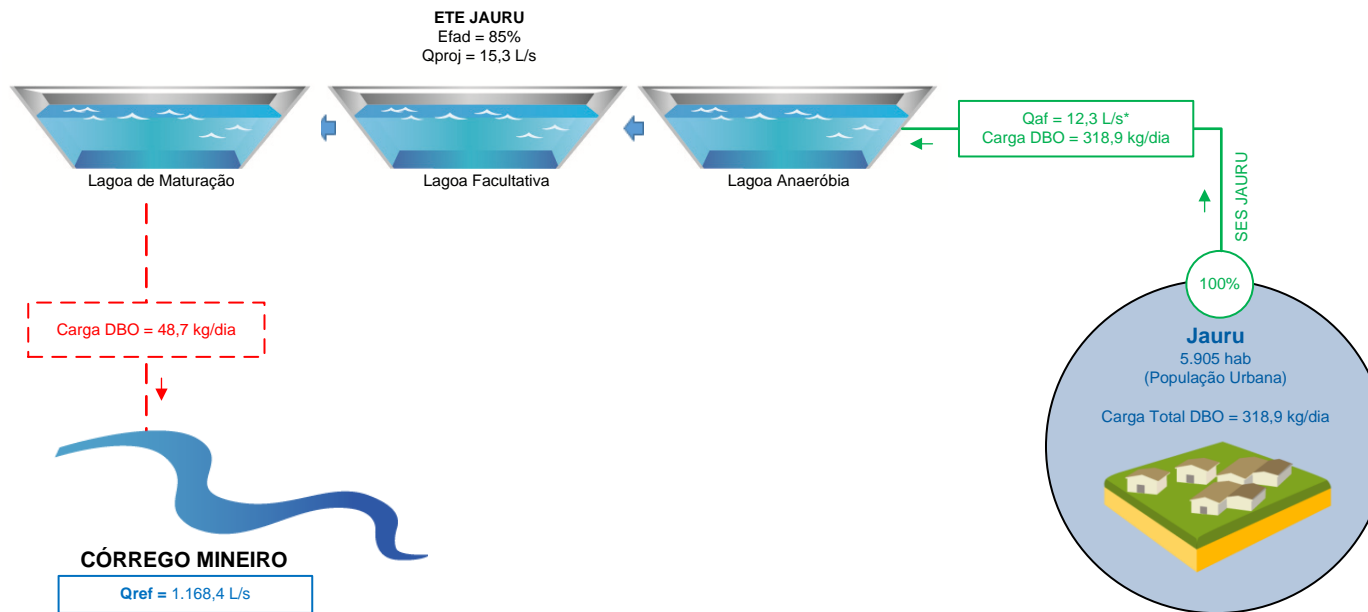 ETE JAURU
Efad = 85%
Qproj = 15,3 L/s
Lagoa de Maturação
Lagoa Facultativa
Lagoa Anaeróbia
Qaf = 12,3 L/s*
Carga DBO = 318,9 kg/dia
SES JAURU
100%
Jauru
5.905 hab
(População Urbana)
Carga Total DBO = 318,9 kg/dia
Carga DBO = 48,7 kg/dia
CÓRREGO MINEIRO
Qref = 1.168,4 L/s